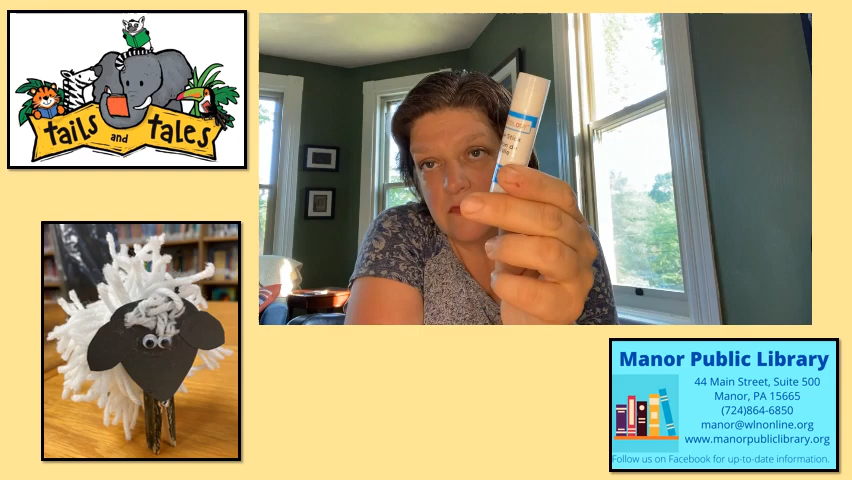 tails and tales
Manor Public Library
44 Main Street, Suite 500
Manor, PA 15665
(724)864-6850
manor@wlnonline.org
www.manorpubliclibrary.org
Follow us on Facebook for up-to-date information.